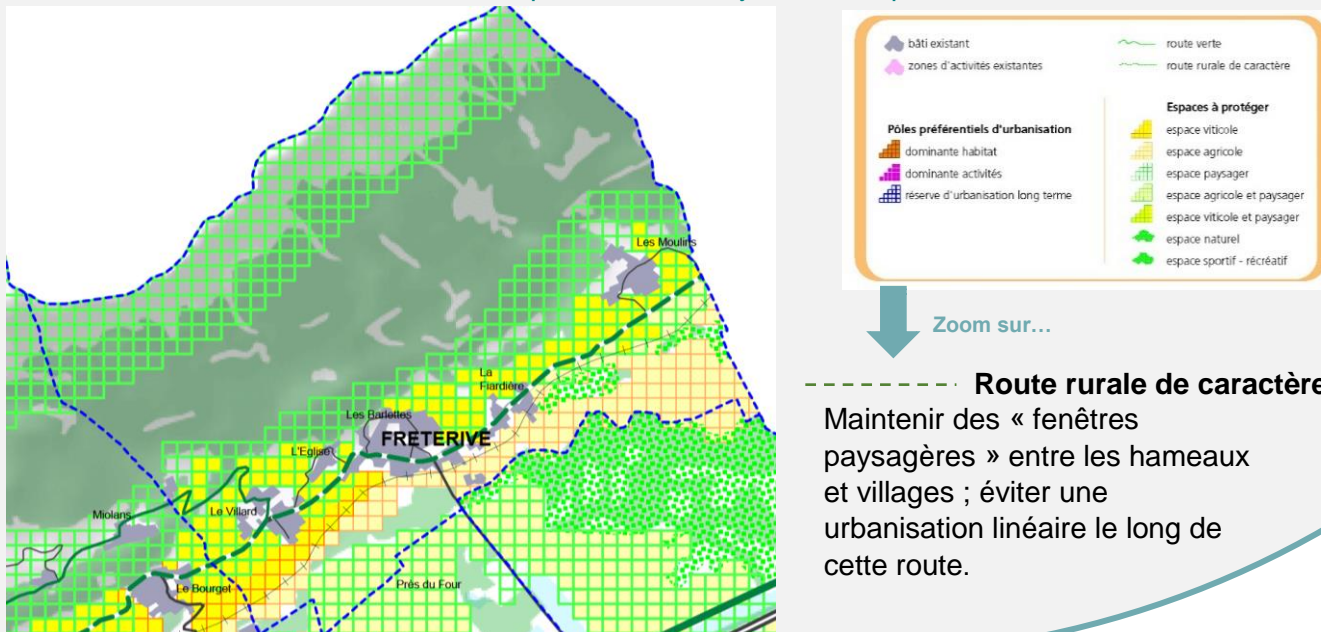 bâti existant
zones d'activités existantes
Pôles préférentiels d'urbanisation
dominante habitat
dominante activités
réserve d'urbanisation long terme
route verte
route rurale de caractère
Espaces à protéger
espace viticole
espace agricole
espace paysager
espace agricole et paysager
espace viticole et paysager
espace naturel
espace sportif - récréatif
Les Moulins
La
Fiardière
Les Barlettes
FRETERIVE
L'Eglise
Le Villard
Miolans
Le Bourget
Prés du Four
Zoom sur...
Route rurale de caractère
Maintenir des « fenêtres
paysagères » entre les hameaux
et villages ; éviter une
urbanisation linéaire le long de
cette route.